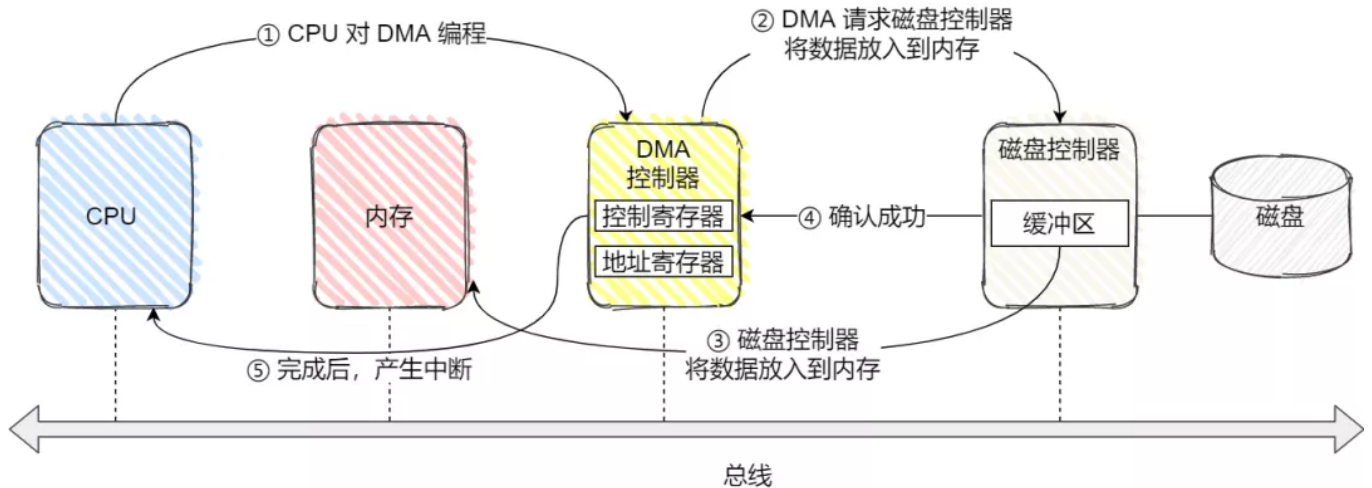 ① CPU 对 DMA 编程
② DMA 请求磁盘控制器
将数据放入到内存
CPU
内存
DMA
控制器
控制寄存器
地址寄存器
④ 确认成功
磁盘控制器
缓冲区
磁盘
③ 磁盘控制器
将数据放入到内存
⑤ 完成后，产生中断
总线